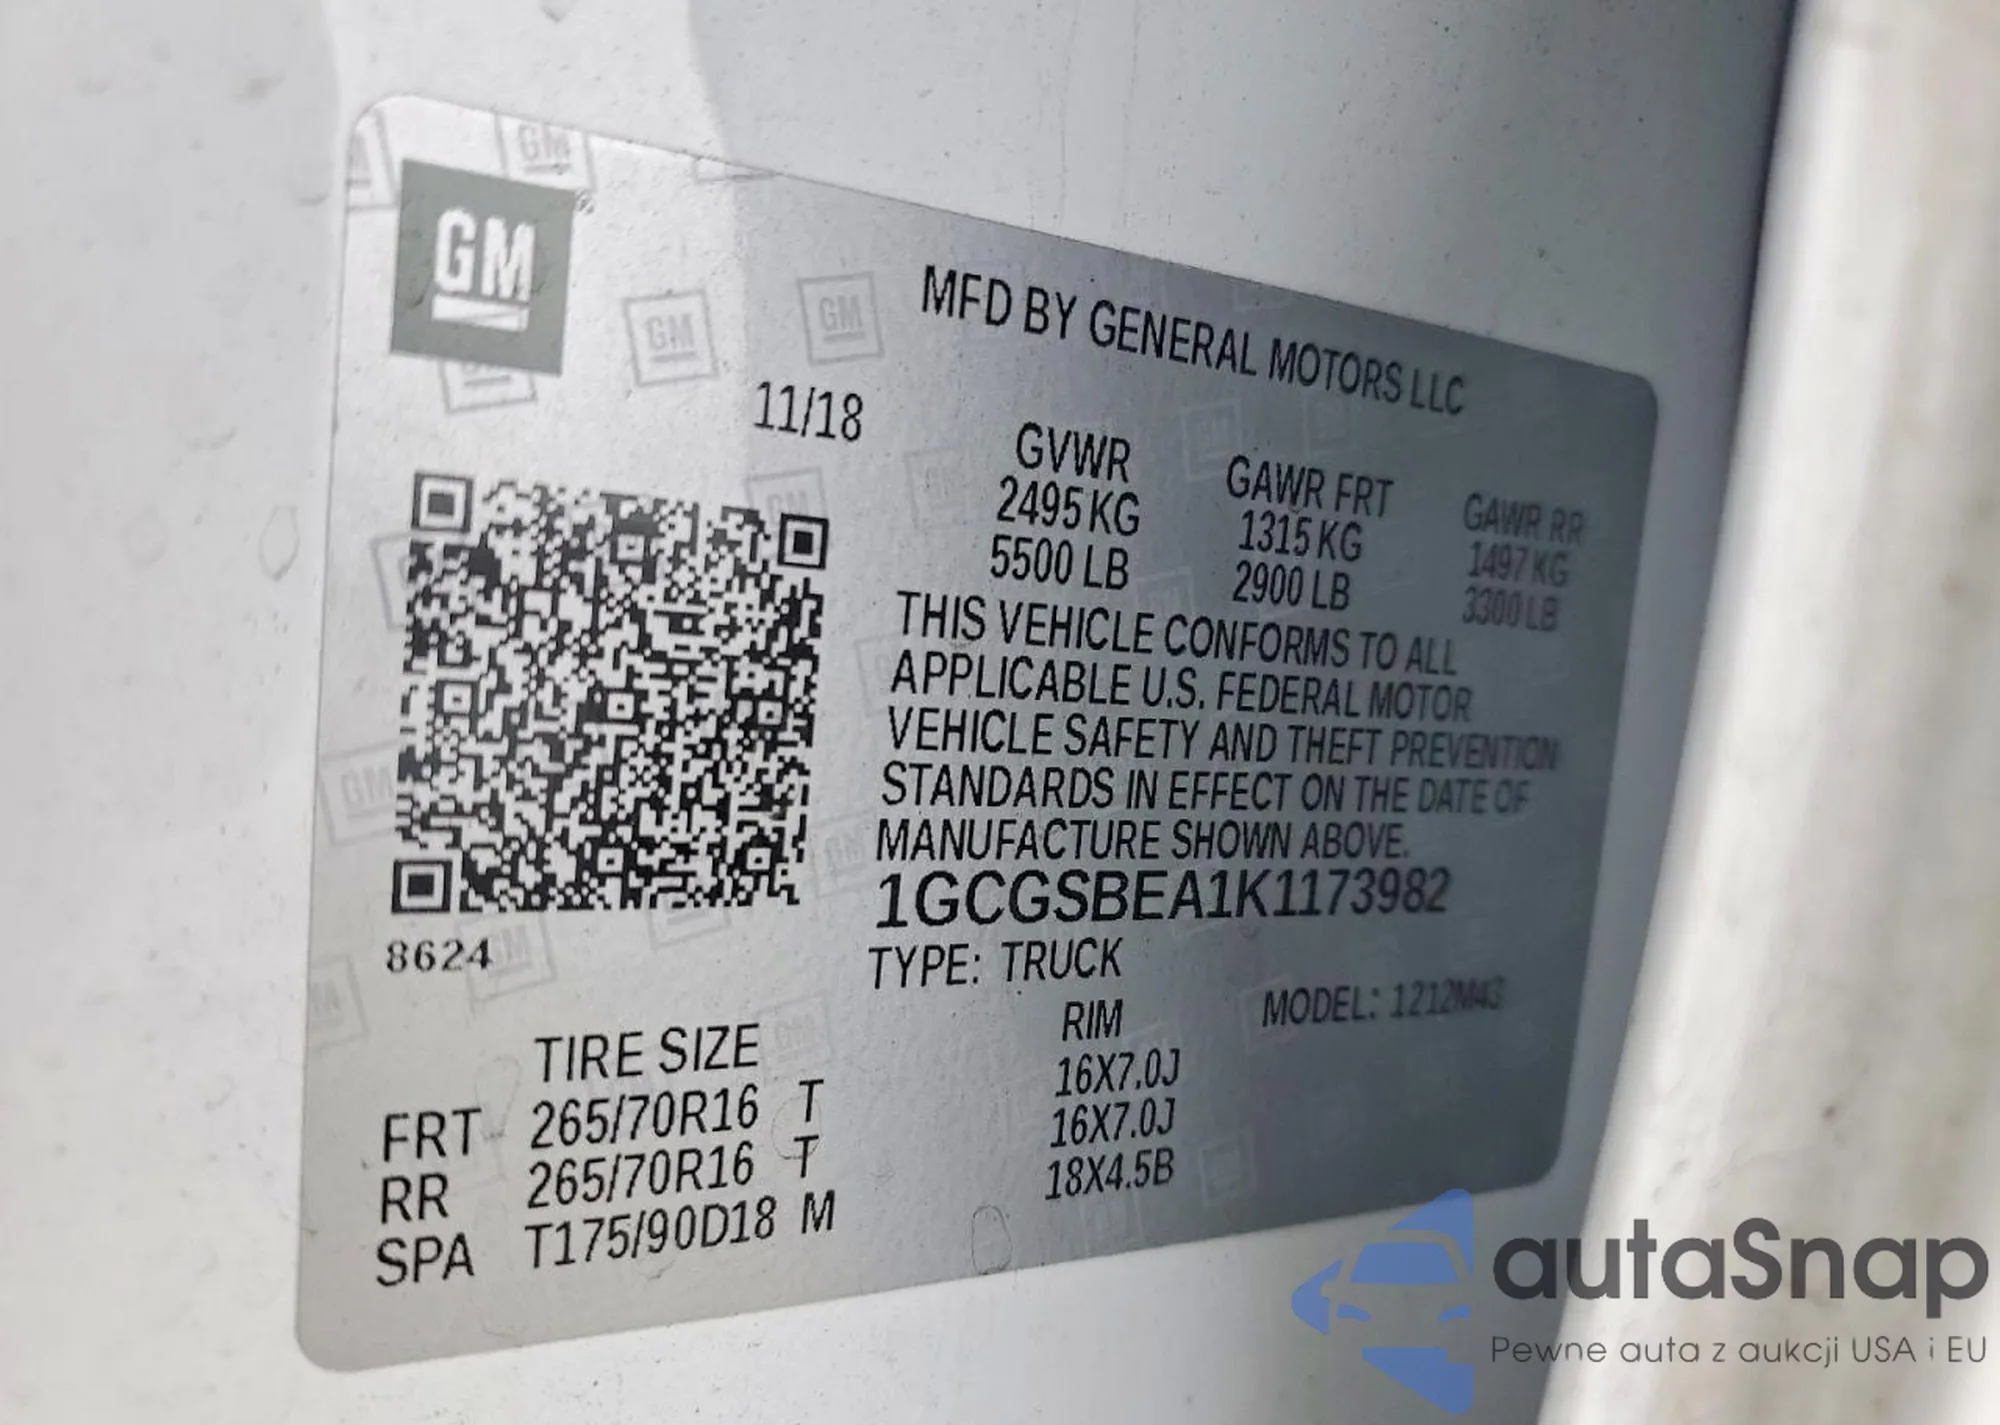 GM
MFD BY GENERAL MOTORS LLC
11/18
GVWR GAWR FRT GAWR RR
2495 KG 1315 KG 1497 KG
5500 LB 2900 LB 3300 LB
THIS VEHICLE CONFORMS TO ALL
APPLICABLE U.S. FEDERAL MOTOR
VEHICLE SAFETY AND THEFT PREVENTION
STANDARDS IN EFFECT ON THE DATE OF
MANUFACTURE SHOWN ABOVE.
1GCGSBEA1K1173982
8624
TYPE: TRUCK MODEL: 1212M43
TIRE SIZE RIM
FRT 265/70R16 T 16X7.0J
RR 265/70R16 T 16X7.0J
SPA T175/90D18 M 18X4.5B
autaSnap
Pewne auta z aukcji USA i EU